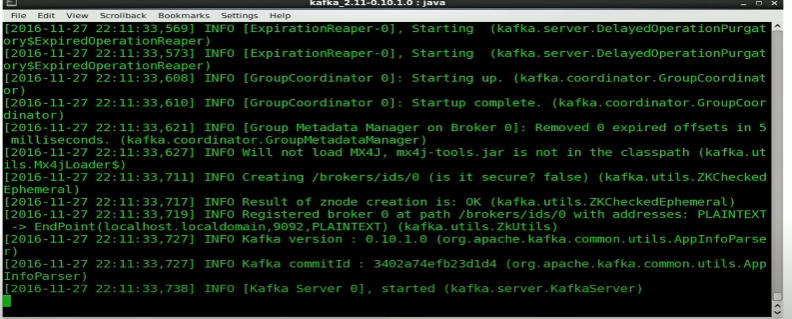 kafka_2.11-0.10.1.0 : java
File Edit View Scrollback Bookmarks Settings Help
[2016-11-27 22:11:33,569] INFO [ExpirationReaper-0], Starting  (kafka.server.DelayedOperationPurgat
ory$ExpiredOperationReaper)
[2016-11-27 22:11:33,573] INFO [ExpirationReaper-0], Starting  (kafka.server.DelayedOperationPurgat
ory$ExpiredOperationReaper)
[2016-11-27 22:11:33,608] INFO [GroupCoordinator 0]: Starting up. (kafka.coordinator.GroupCoordinat
or)
[2016-11-27 22:11:33,610] INFO [GroupCoordinator 0]: Startup complete. (kafka.coordinator.GroupCoor
dinator)
[2016-11-27 22:11:33,621] INFO [Group Metadata Manager on Broker 0]: Removed 0 expired offsets in 5
 milliseconds. (kafka.coordinator.GroupMetadataManager)
[2016-11-27 22:11:33,627] INFO Will not load MX4J, mx4j-tools.jar is not in the classpath (kafka.ut
ils.Mx4jLoader$)
[2016-11-27 22:11:33,711] INFO Creating /brokers/ids/0 (is it secure? false) (kafka.utils.ZKChecked
Ephemeral)
[2016-11-27 22:11:33,717] INFO Result of znode creation is: OK (kafka.utils.ZKCheckedEphemeral)
[2016-11-27 22:11:33,719] INFO Registered broker 0 at path /brokers/ids/0 with addresses: PLAINTEXT
 -> EndPoint(localhost.localdomain,9092,PLAINTEXT) (kafka.utils.ZkUtils)
[2016-11-27 22:11:33,727] INFO Kafka version : 0.10.1.0 (org.apache.kafka.common.utils.AppInfoParse
r)
[2016-11-27 22:11:33,727] INFO Kafka commitId : 3402a74efb23d1d4 (org.apache.kafka.common.utils.App
InfoParser)
[2016-11-27 22:11:33,738] INFO [Kafka Server 0], started (kafka.server.KafkaServer)